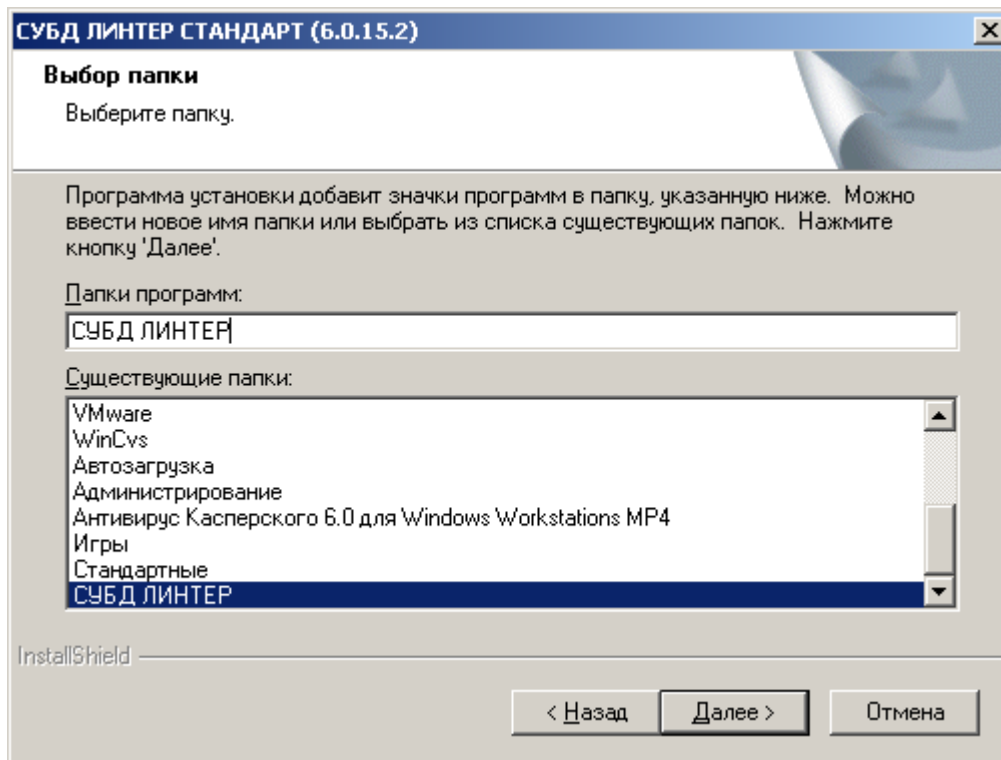 СУБД ЛИНТЕР СТАНДАРТ (6.0.15.2)
Выбор папки
Выберите папку.
Программа установки добавит значки программ в папку, указанную ниже.  Можно
ввести новое имя папки или выбрать из списка существующих папок.  Нажмите
кнопку 'Далее'.
Папки программ:
СУБД ЛИНТЕР
Существующие папки:
VMware
WinCvs
Автозагрузка
Администрирование
Антивирус Касперского 6.0 для Windows Workstations MP4
Игры
Стандартные
СУБД ЛИНТЕР
InstallShield
< Назад Далее > Отмена